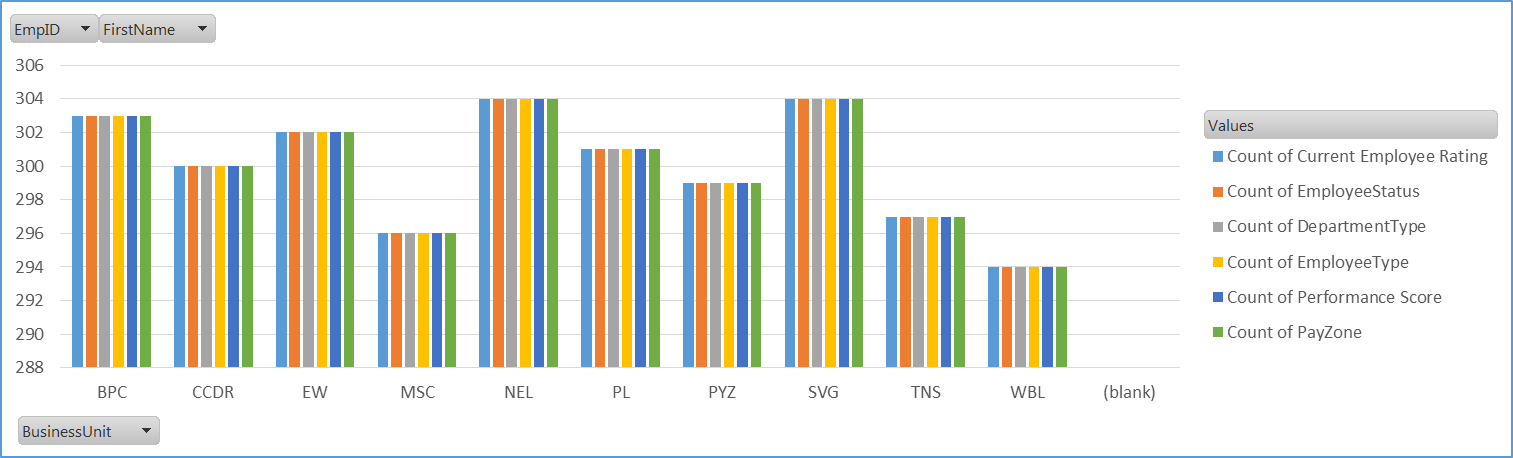 EmpID FirstName
306
304
302
300
298
296
294
292
290
288
BPC CCDR EW MSC NEL PL PYZ SVG TNS WBL (blank)
Values
Count of Current Employee Rating
Count of EmployeeStatus
Count of DepartmentType
Count of EmployeeType
Count of Performance Score
Count of PayZone
BusinessUnit